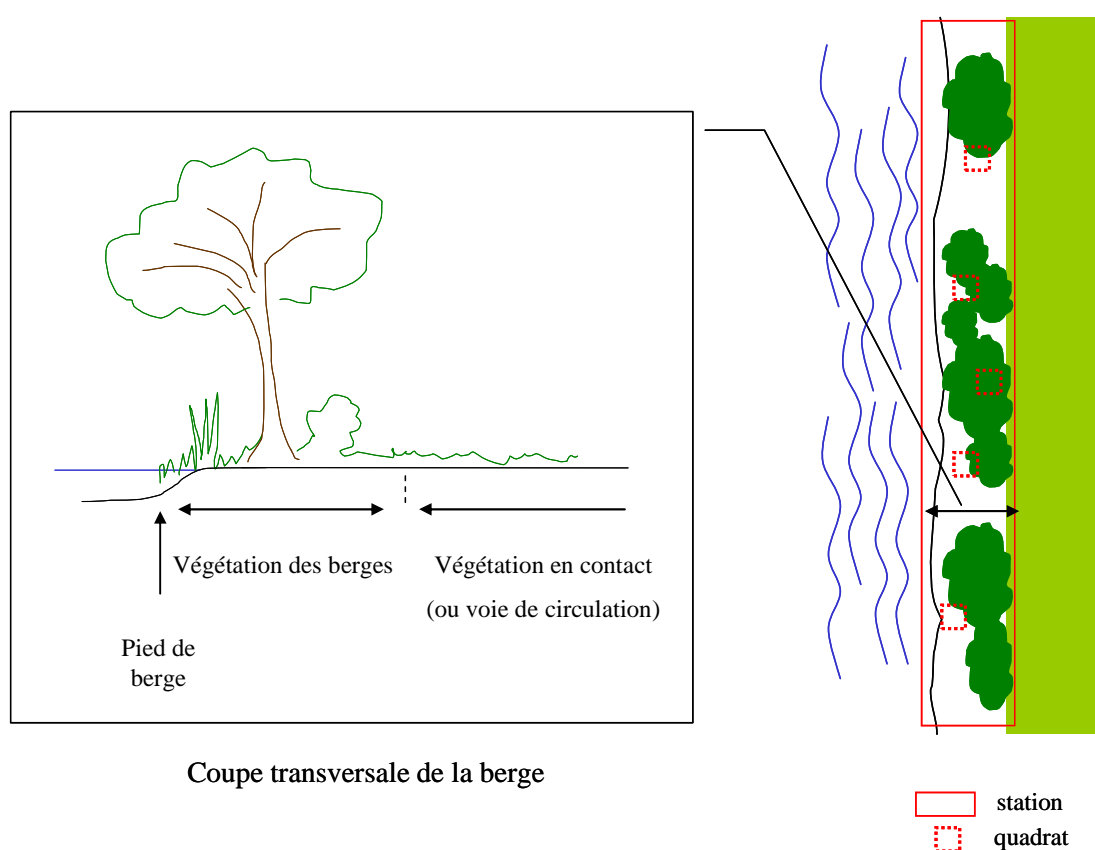 Végétation des berges
Végétation en contact
(ou voie de circulation)
Pied de
berge
Coupe transversale de la berge
station
quadrat